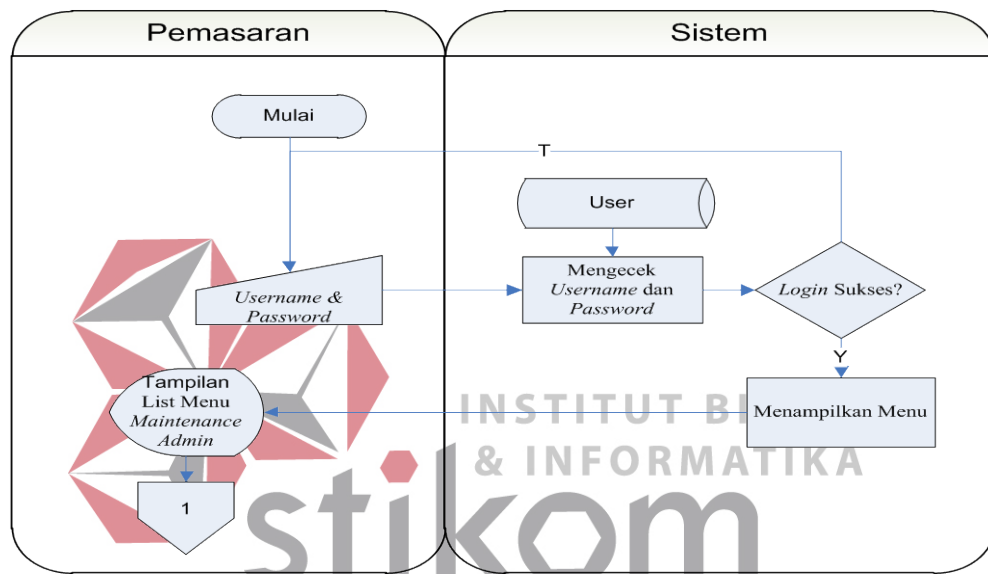 Pemasaran
Sistem
Mulai
T
User
Username &
Password
Mengecek
Username dan
Password
Login Sukses?
Y
Tampilan
List Menu
Maintenance
Admin
Menampilkan Menu
1
INSTITUT BI
& INFORMATIKA
stikom